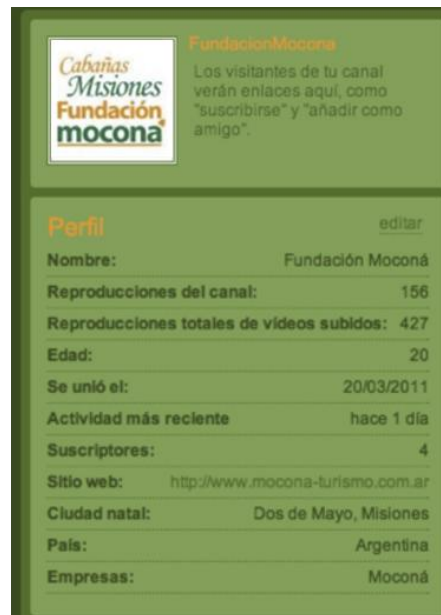 Cabañas
Misiones
Fundación
mocona
FundacionMocona
Los visitantes de tu canal
verán enlaces aquí, como
"suscribirse" y "añadir como
amigo".
Perfil editar
Nombre: Fundación Moconá
Reproducciones del canal: 156
Reproducciones totales de vídeos subidos: 427
Edad: 20
Se unió el: 20/03/2011
Actividad más reciente hace 1 día
Suscriptores: 4
Sitio web: http://www.mocona-turismo.com.ar
Ciudad natal: Dos de Mayo, Misiones
País: Argentina
Empresas: Moconá